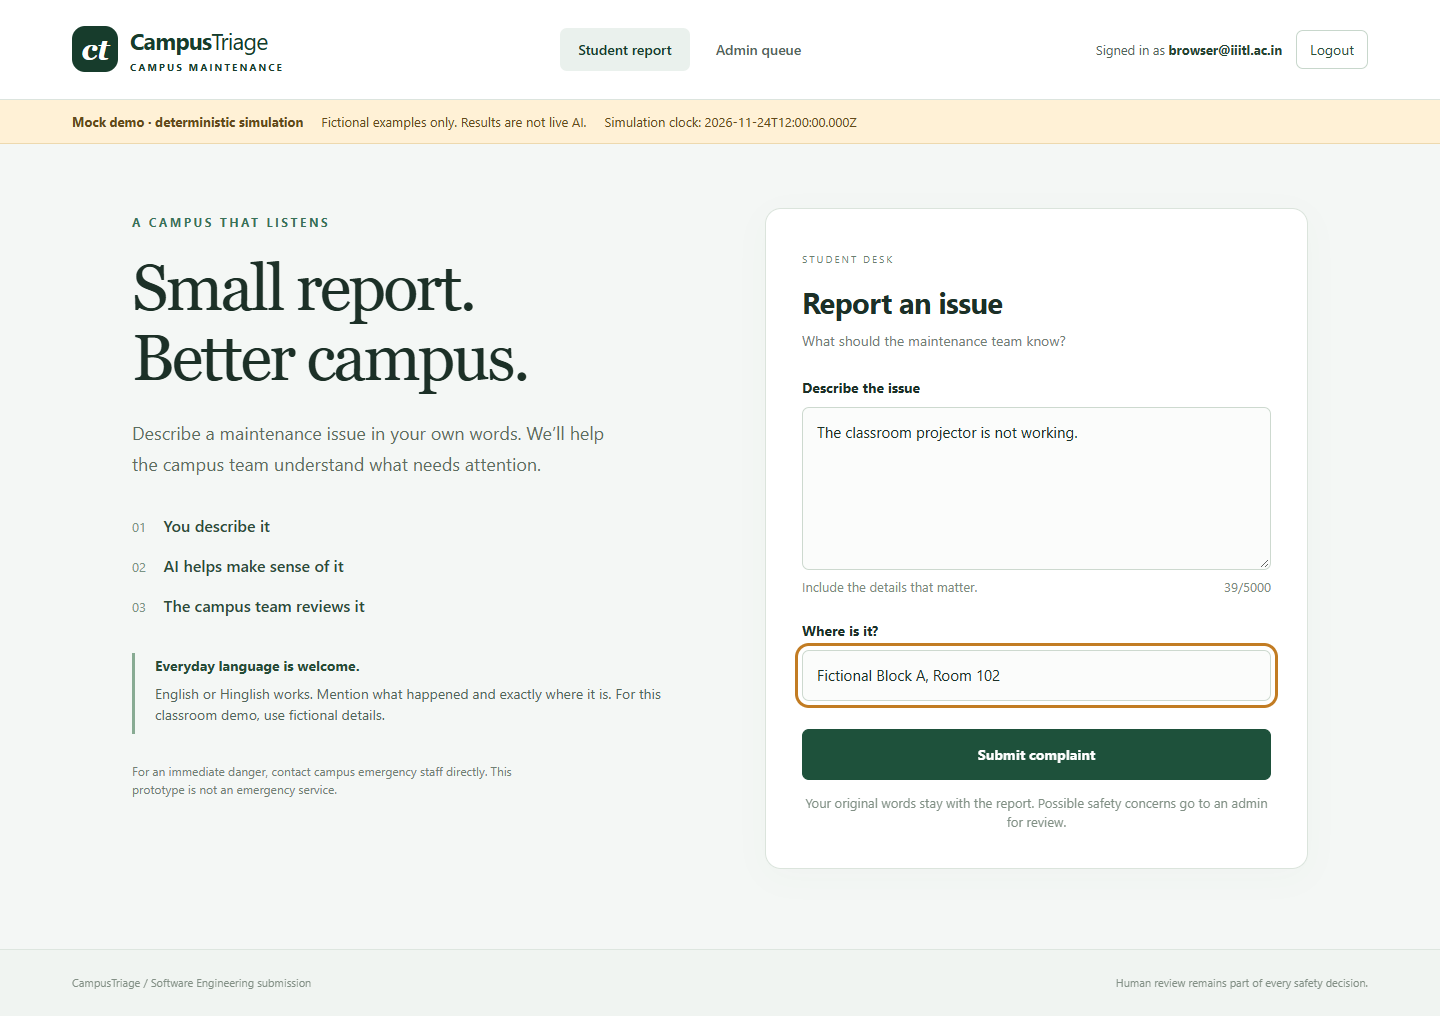 ct
CampusTriage
CAMPUS MAINTENANCE
Student report
Admin queue
Signed in as browser@iiitl.ac.in
Logout
Mock demo · deterministic simulation
Fictional examples only. Results are not live AI.
Simulation clock: 2026-11-24T12:00:00.000Z
A CAMPUS THAT LISTENS
Small report.
Better campus.
Describe a maintenance issue in your own words. We’ll help
the campus team understand what needs attention.
01 You describe it
02 AI helps make sense of it
03 The campus team reviews it
Everyday language is welcome.
English or Hinglish works. Mention what happened and exactly where it is. For this
classroom demo, use fictional details.
For an immediate danger, contact campus emergency staff directly. This
prototype is not an emergency service.
STUDENT DESK
Report an issue
What should the maintenance team know?
Describe the issue
The classroom projector is not working.
Include the details that matter.
39/5000
Where is it?
Fictional Block A, Room 102
Submit complaint
Your original words stay with the report. Possible safety concerns go to an admin
for review.
CampusTriage / Software Engineering submission
Human review remains part of every safety decision.